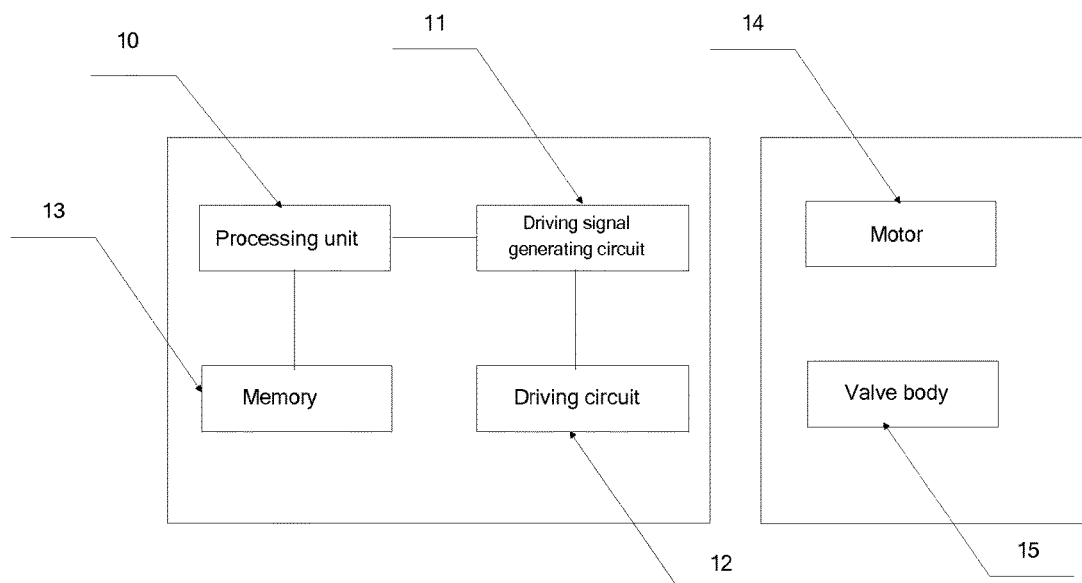 10
11
14
13
Processing unit
Driving signal
generating circuit
Motor
Memory
Driving circuit
Valve body
12
15